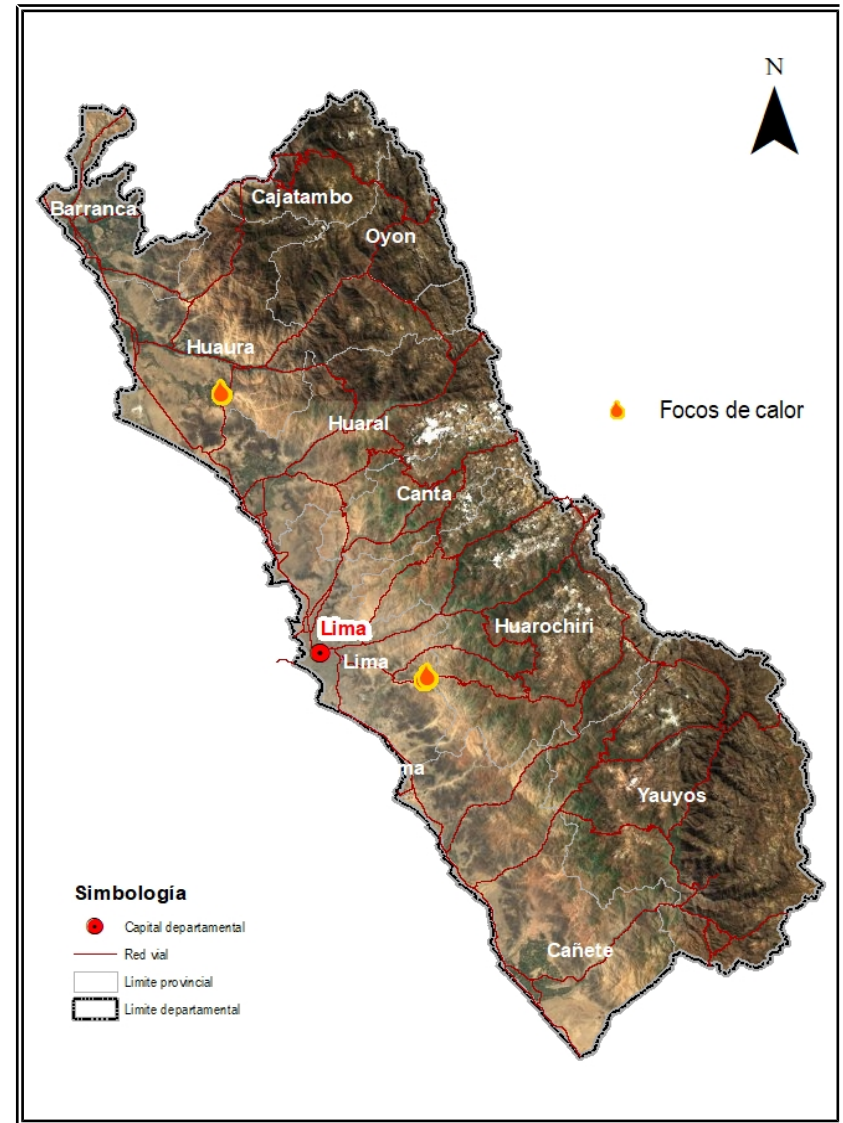 N
Barranca
Cajatambo
Oyon
Huaura
Focos de calor
Huaral
Canta
Lima
Huarochiri
Lima
ma
Yauyos
Simbología
Capital departamental
Red vial
Limite provincial
Limite departamental
Cañete